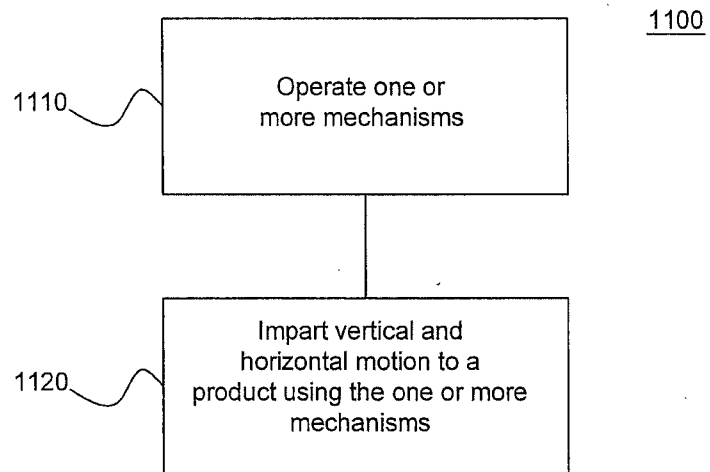 1100
1110
Operate one or
more mechanisms
1120
Impart vertical and
horizontal motion to a
product using the one or more
mechanisms